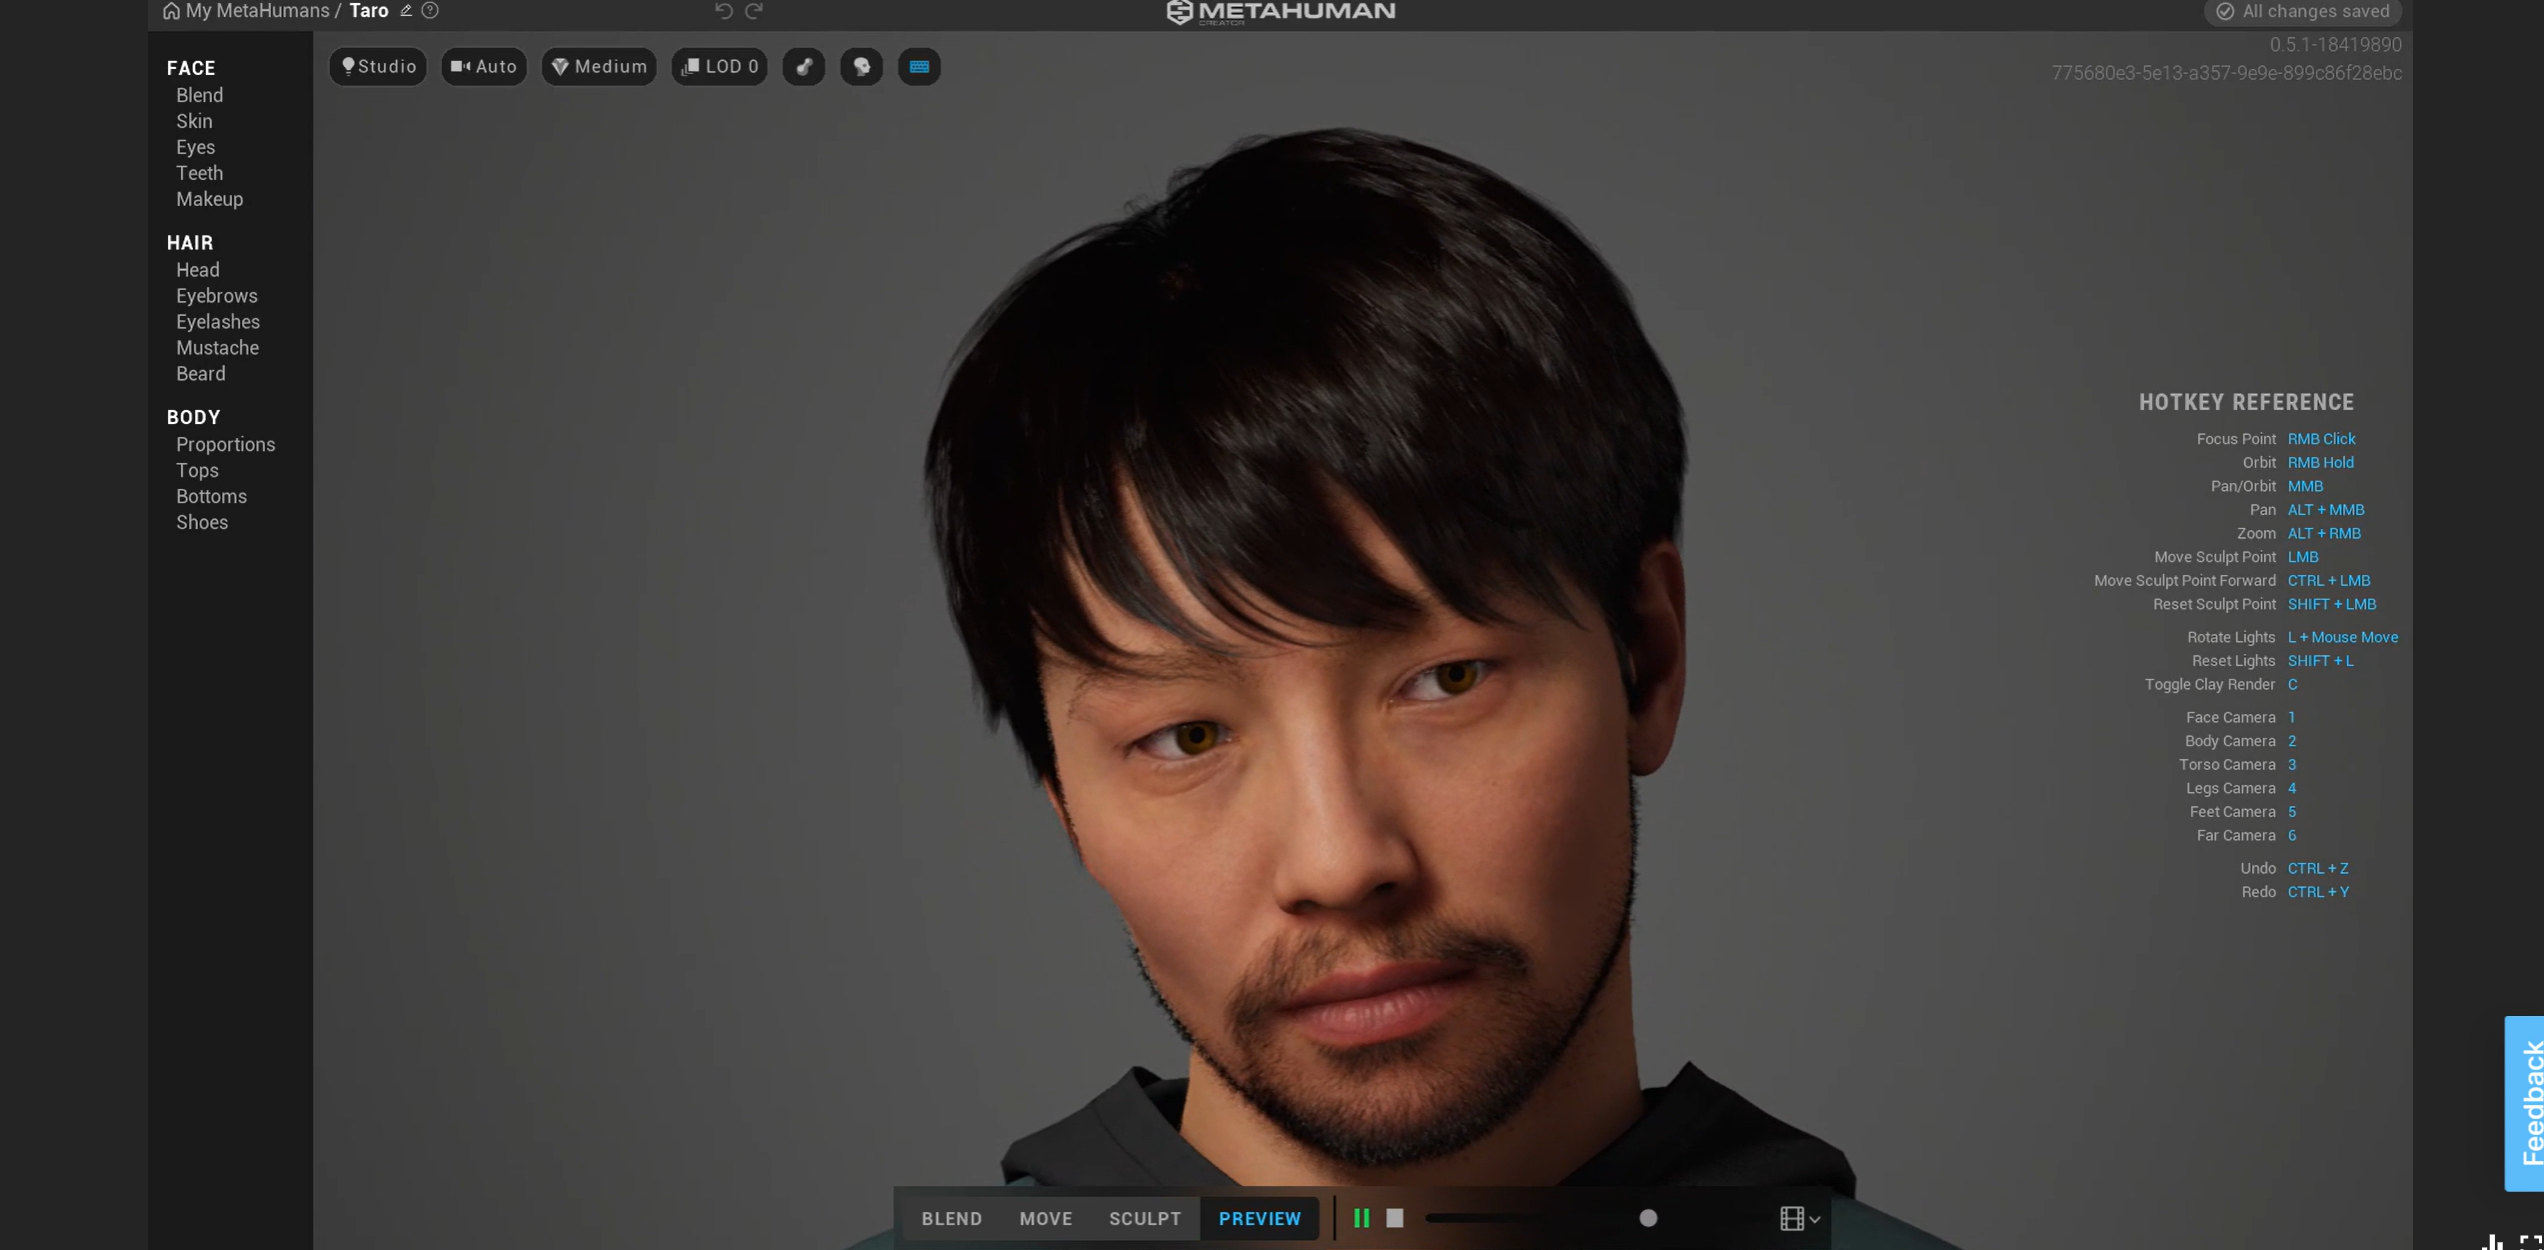 My MetaHumans / Taro
METAHUMAN
CREATOR
All changes saved
0.5.1-18419890
775680e3-5e13-a357-9e9e-899c86f28ebc
Studio
Auto
Medium
LOD 0
FACE
Blend
Skin
Eyes
Teeth
Makeup
HAIR
Head
Eyebrows
Eyelashes
Mustache
Beard
BODY
Proportions
Tops
Bottoms
Shoes
HOTKEY REFERENCE
Focus Point RMB Click
Orbit RMB Hold
Pan/Orbit MMB
Pan ALT + MMB
Zoom ALT + RMB
Move Sculpt Point LMB
Move Sculpt Point Forward CTRL + LMB
Reset Sculpt Point SHIFT + LMB
Rotate Lights L + Mouse Move
Reset Lights SHIFT + L
Toggle Clay Render C
Face Camera 1
Body Camera 2
Torso Camera 3
Legs Camera 4
Feet Camera 5
Far Camera 6
Undo CTRL + Z
Redo CTRL + Y
Feedback
BLEND
MOVE
SCULPT
PREVIEW